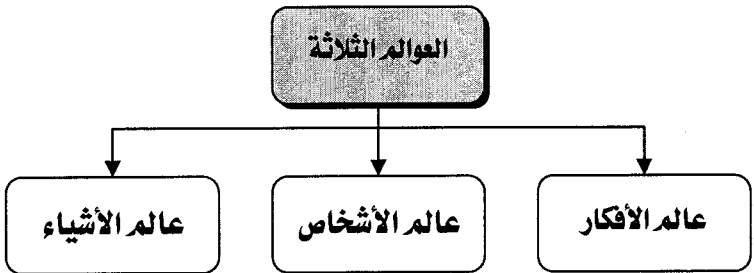 العوالم الثلاثة
عالم الأفكار
عالم الأشخاص
عالم الأشياء